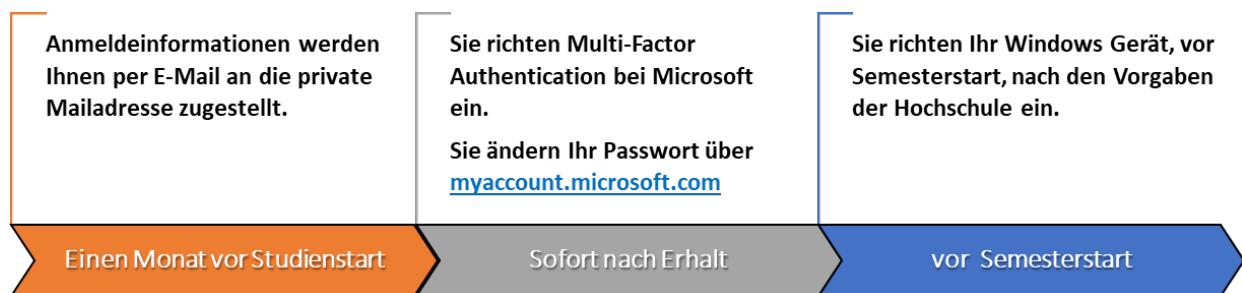 Anmeldeinformationen werden
Ihnen per E-Mail an die private
Mailadresse zugestellt.
Sie richten Multi-Factor
Authentication bei Microsoft
ein.
Sie ändern Ihr Passwort über
myaccount.microsoft.com
Sie richten Ihr Windows Gerät, vor
Semesterstart, nach den Vorgaben
der Hochschule ein.
Einen Monat vor Studienstart
Sofort nach Erhalt
vor Semesterstart